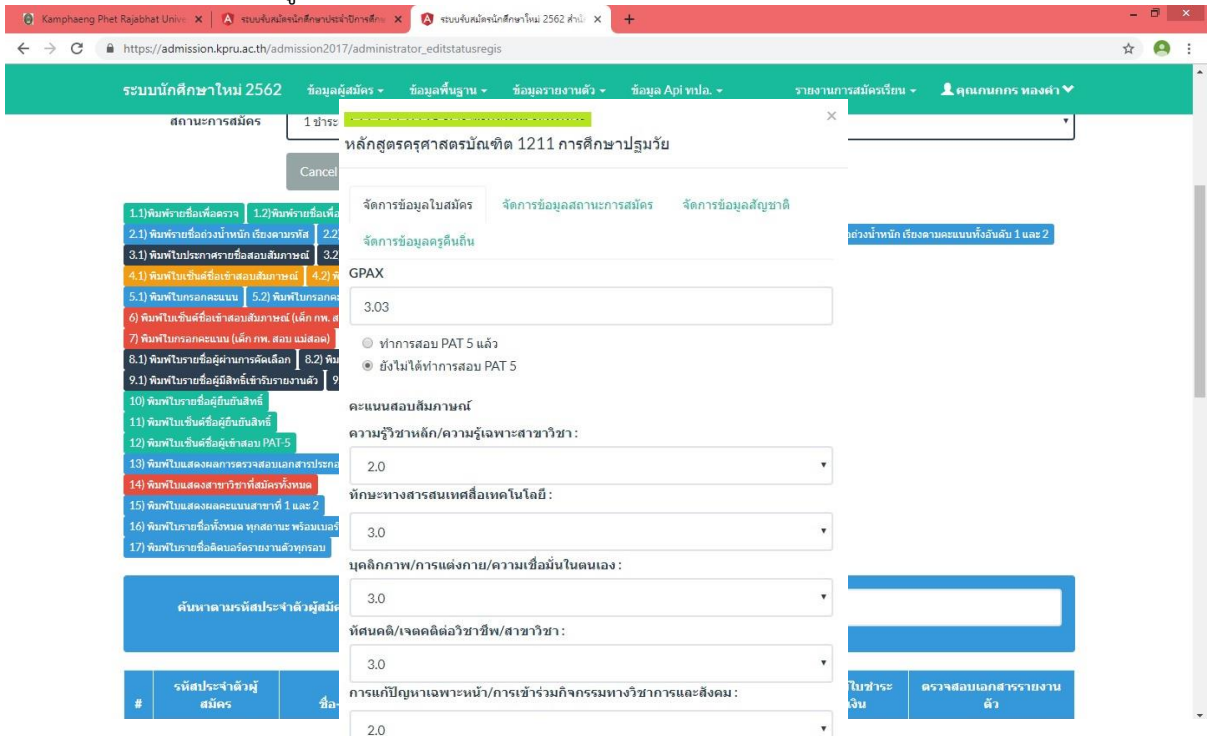 Kamphaeng Phet Rajabhat Unive
ระบบรับสมัครนักศึกษาประจำปีการศึก
ระบบรับสมัครนักศึกษาใหม่ 2562 สำนั
https://admission.kpru.ac.th/admission2017/administrator_editstatusregis
ระบบนักศึกษาใหม่ 2562 ข้อมูลผู้สมัคร ข้อมูลพื้นฐาน ข้อมูลรายงานตัว ข้อมูล Api ทปอ. รายงานการสมัครเรียน คุณกนกกร ทองคำ
สถานะการสมัคร 1 ชำระ
×
หลักสูตรครุศาสตรบัณฑิต 1211 การศึกษาปฐมวัย
Cancel
จัดการข้อมูลใบสมัคร จัดการข้อมูลสถานะการสมัคร จัดการข้อมูลสัญชาติ
จัดการข้อมูลครูคืนถิ่น
1.1)พิมพ์รายชื่อเพื่อตรวจ 1.2)พิมพ์รายชื่อเพื่อ
2.1) พิมพ์รายชื่อถ่วงน้ำหนัก เรียงตามรหัส 2.2)
ถ่วงน้ำหนัก เรียงตามคะแนนทั้งอันดับ 1 และ 2
3.1) พิมพ์ใบประกาศรายชื่อสอบสัมภาษณ์ 3.2
4.1) พิมพ์ใบเซ็นต์ชื่อเข้าสอบสัมภาษณ์ 4.2) พิ
5.1) พิมพ์ใบกรอกคะแนน 5.2) พิมพ์ใบกรอกคะ
6) พิมพ์ใบเซ็นต์ชื่อเข้าสอบสัมภาษณ์ (เด็ก กพ. ส
7) พิมพ์ใบกรอกคะแนน (เด็ก กพ. สอบ แม่สอด)
8.1) พิมพ์ใบรายชื่อผู้ผ่านการคัดเลือก 8.2) พิม
9.1) พิมพ์ใบรายชื่อผู้มีสิทธิ์เข้ารับรายงานตัว 9
10) พิมพ์ใบรายชื่อผู้ยืนยันสิทธิ์
11) พิมพ์ใบเซ็นต์ชื่อผู้ยืนยันสิทธิ์
12) พิมพ์ใบเซ็นต์ชื่อผู้เข้าสอบ PAT-5
13) พิมพ์ใบแสดงผลการตรวจสอบเอกสารประกอ
14) พิมพ์ใบแสดงสาขาวิชาที่สมัครทั้งหมด
15) พิมพ์ใบแสดงผลคะแนนสาขาที่ 1 และ 2
16) พิมพ์ใบรายชื่อทั้งหมด ทุกสถานะ พร้อมเบอร์
17) พิมพ์ใบรายชื่อติดบอร์ดรายงานตัวทุกรอบ
GPAX
3.03
ทำการสอบ PAT 5 แล้ว
ยังไม่ได้ทำการสอบ PAT 5
คะแนนสอบสัมภาษณ์
ความรู้วิชาหลัก/ความรู้เฉพาะสาขาวิชา :
2.0
ทักษะทางสารสนเทศสื่อเทคโนโลยี :
3.0
บุคลิกภาพ/การแต่งกาย/ความเชื่อมั่นในตนเอง :
3.0
ทัศนคติ/เจตคติต่อวิชาชีพ/สาขาวิชา :
3.0
การแก้ปัญหาเฉพาะหน้า/การเข้าร่วมกิจกรรมทางวิชาการและสังคม :
2.0
ค้นหาตามรหัสประจำตัวผู้สมัค
# รหัสประจำตัวผู้สมัคร ชื่อ- ใบชำระเงิน ตรวจสอบเอกสารรายงานตัว